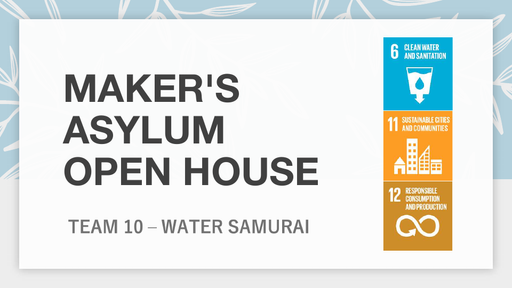 MAKER'S
ASYLUM
OPEN HOUSE
TEAM 10 – WATER SAMURAI
6 CLEAN WATER
AND SANITATION
11 SUSTAINABLE CITIES
AND COMMUNITIES
12 RESPONSIBLE
CONSUMPTION
AND PRODUCTION